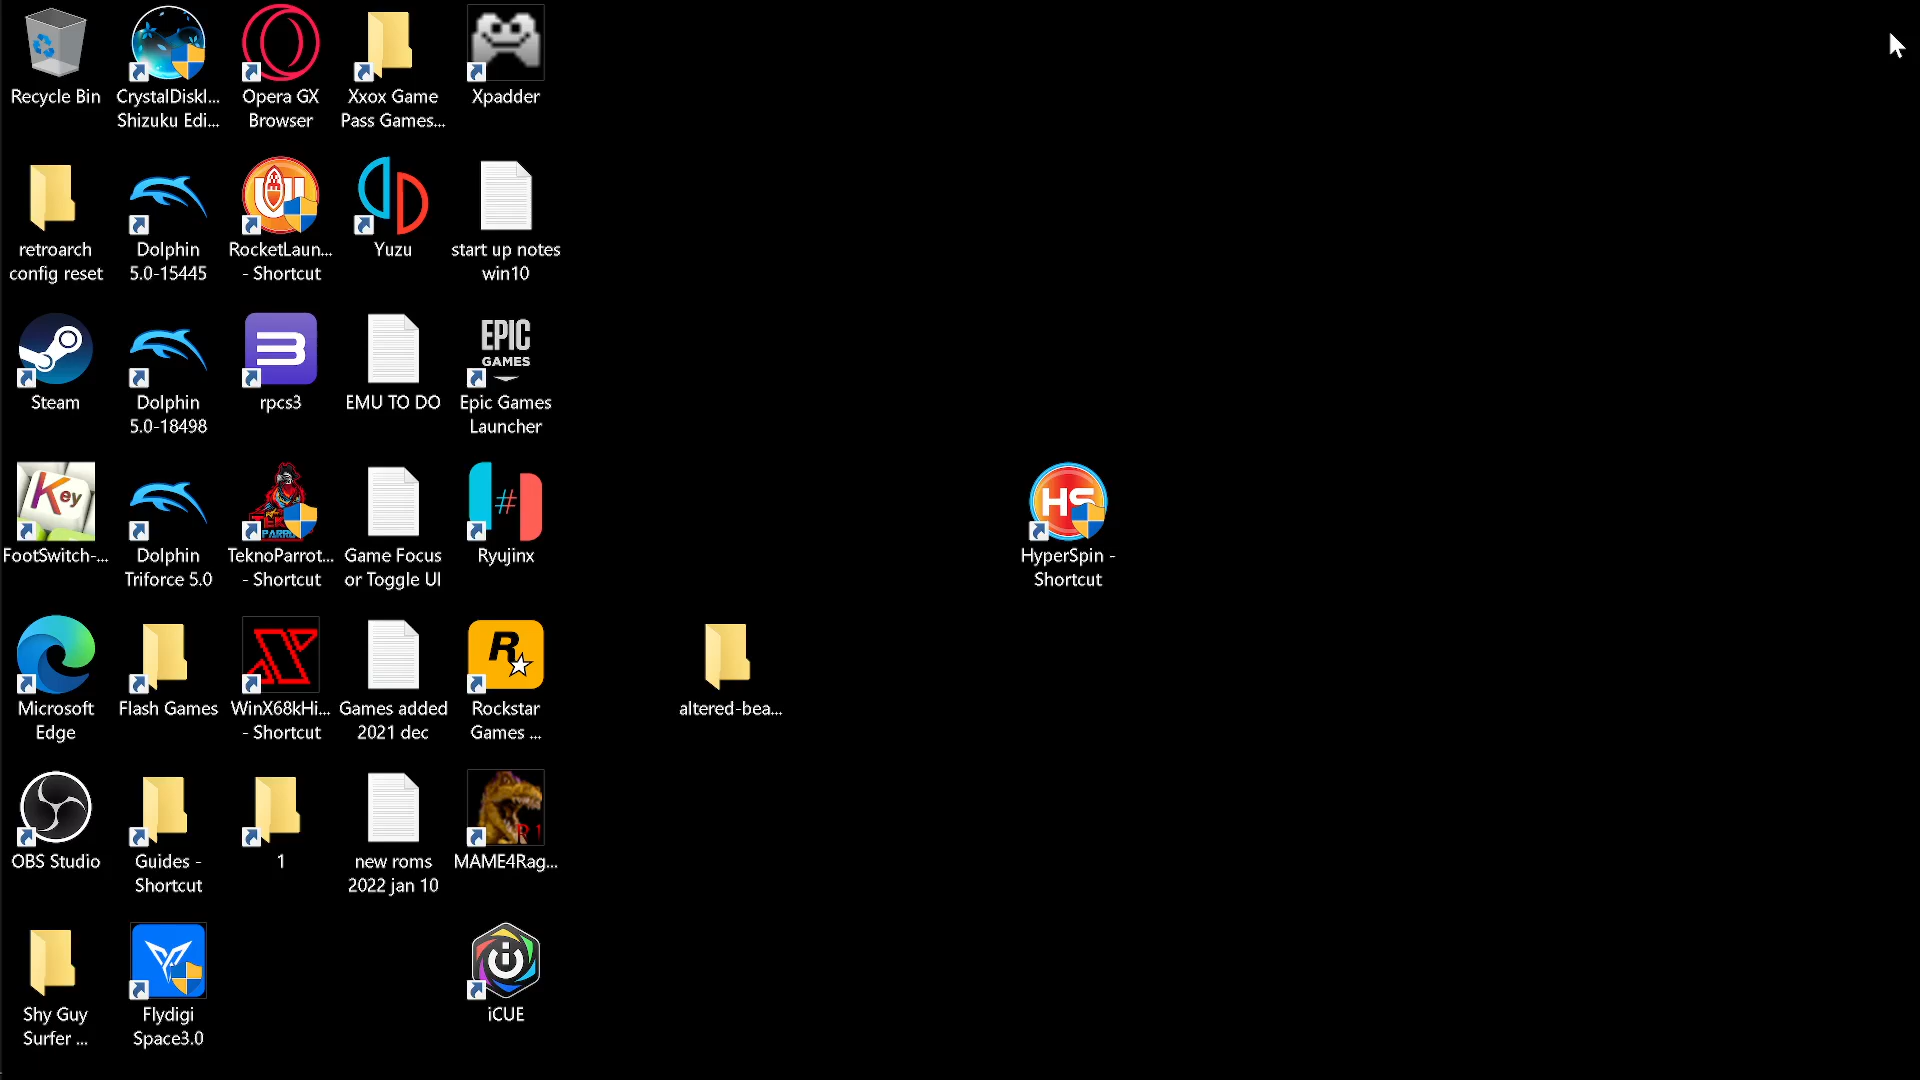 Recycle Bin
CrystalDiskI...
Shizuku Edi...
Opera GX
Browser
Xxox Game
Pass Games...
Xpadder
retroarch
config reset
Dolphin
5.0-15445
RocketLaun...
- Shortcut
Yuzu
start up notes
win10
Steam
Dolphin
5.0-18498
rpcs3
EMU TO DO
EPIC
GAMES
Epic Games
Launcher
Key
FootSwitch-...
Dolphin
Triforce 5.0
TeknoParrot...
- Shortcut
Game Focus
or Toggle UI
#
Ryujinx
HS
HyperSpin -
Shortcut
Microsoft
Edge
Flash Games
WinX68kHi...
- Shortcut
Games added
2021 dec
R
Rockstar
Games ...
altered-bea...
OBS Studio
Guides -
Shortcut
1
new roms
2022 jan 10
MAME4Rag...
Shy Guy
Surfer ...
Flydigi
Space3.0
iCUE